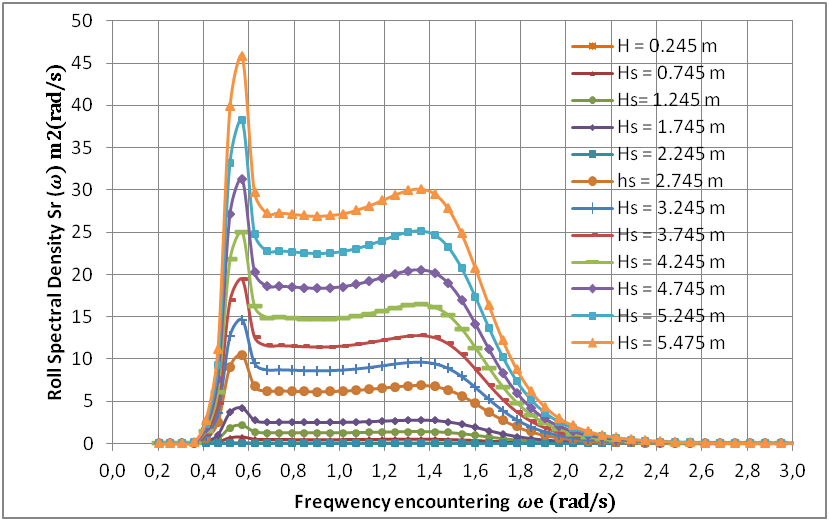 Roll Spectral Density Sr (ω) m2(rad/s)
50
45
40
35
30
25
20
15
10
5
0
H = 0.245 m
Hs = 0.745 m
Hs= 1.245 m
Hs = 1.745 m
Hs = 2.245 m
hs = 2.745 m
Hs = 3.245 m
Hs = 3.745 m
Hs = 4.245 m
Hs = 4.745 m
Hs = 5.245 m
Hs = 5.475 m
0,0 0,2 0,4 0,6 0,8 1,0 1,2 1,4 1,6 1,8 2,0 2,2 2,4 2,6 2,8 3,0
Freqwency encountering ωe (rad/s)